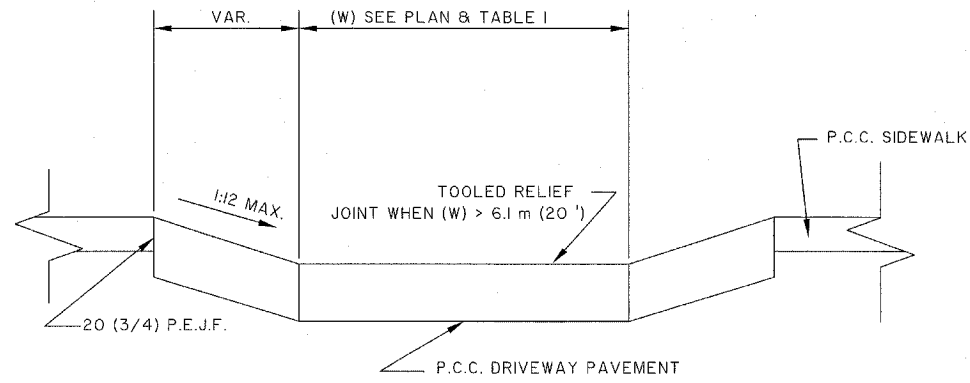 VAR.
(W) SEE PLAN & TABLE I
P.C.C. SIDEWALK
1:12 MAX.
TOOLED RELIEF
JOINT WHEN (W) > 6.1 m (20 ')
20 (3/4) P.E.J.F.
P.C.C. DRIVEWAY PAVEMENT